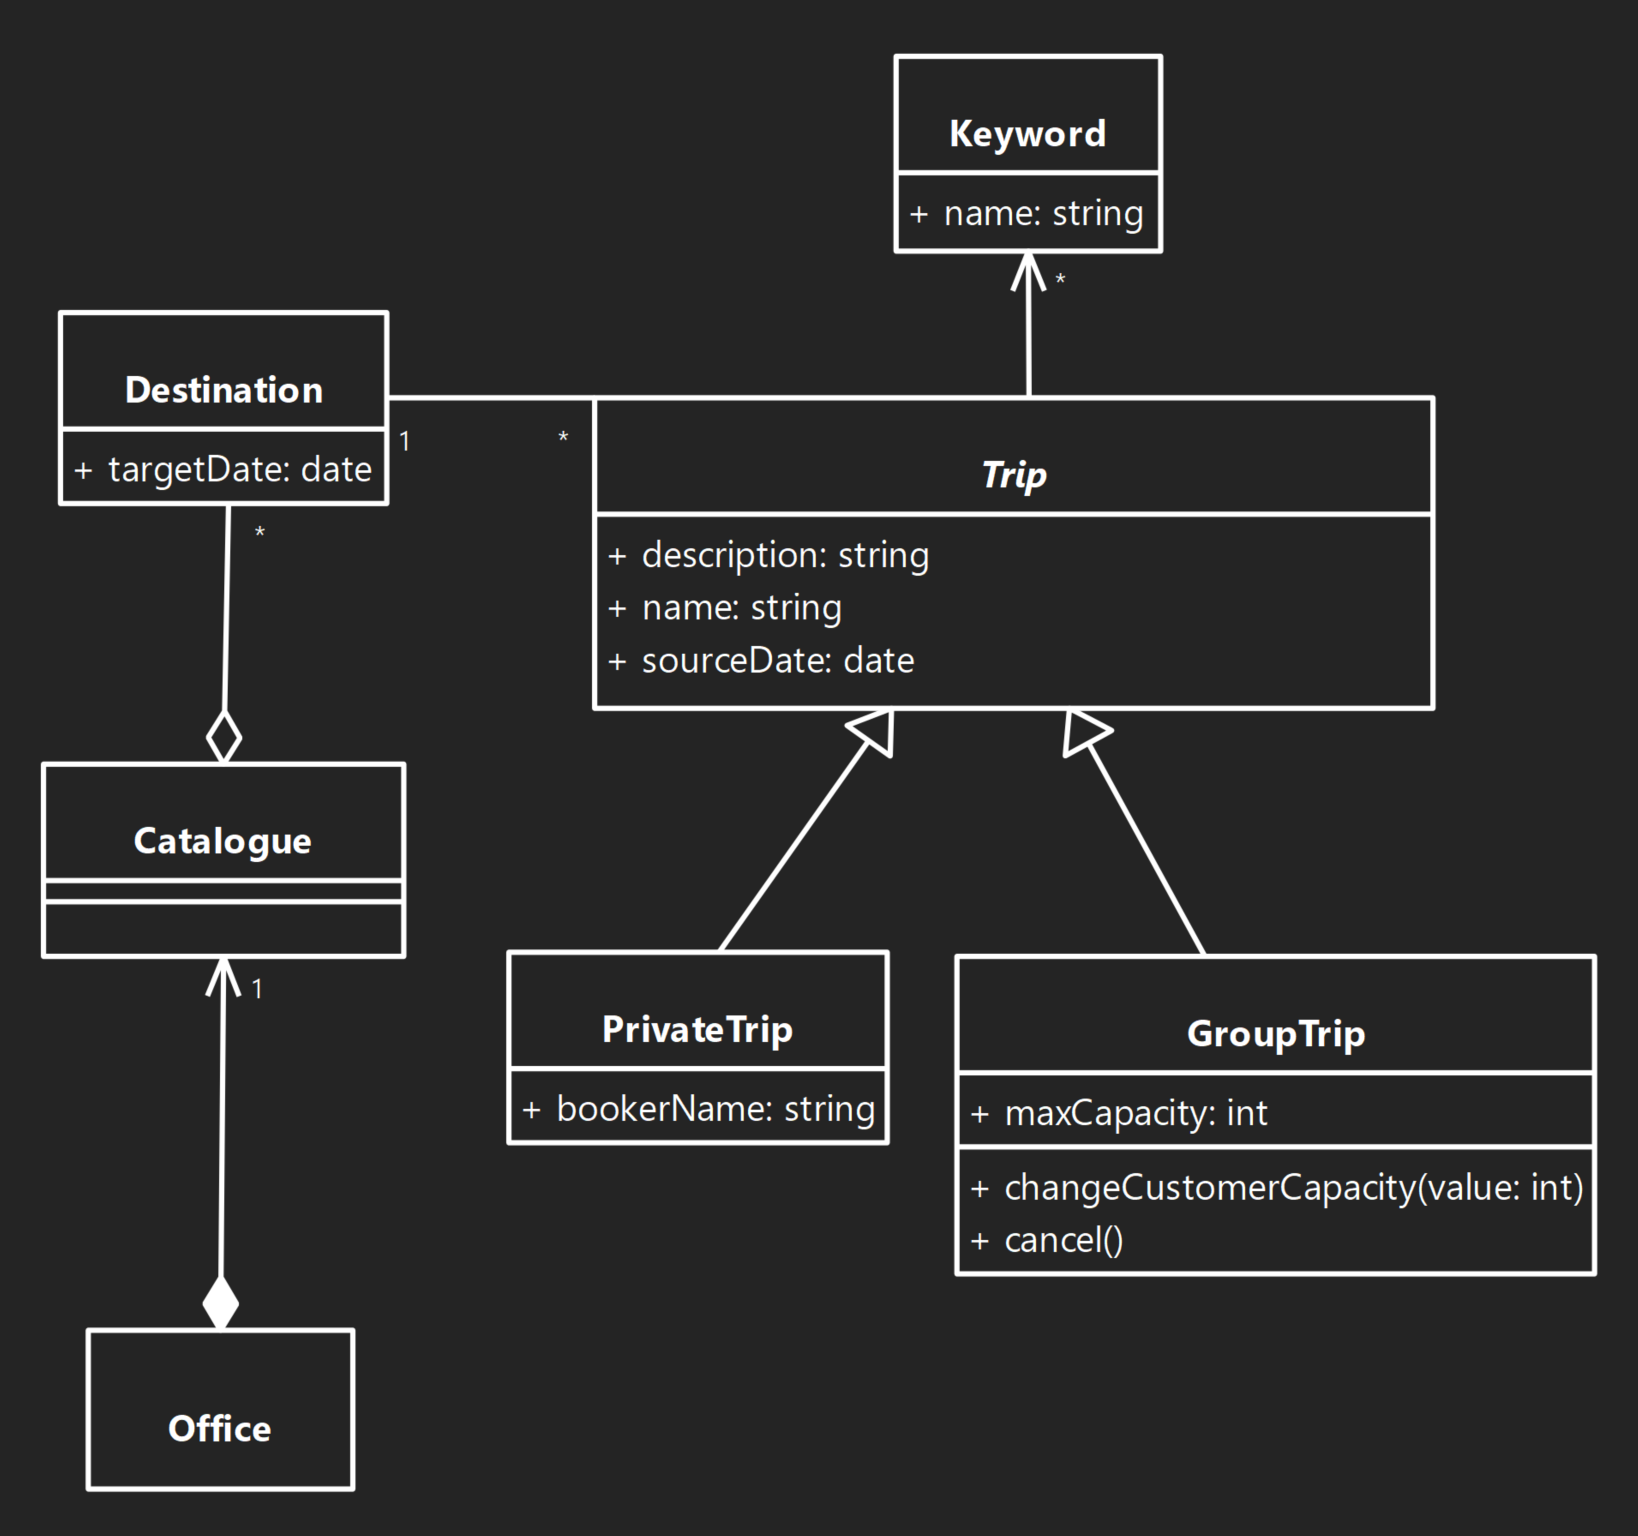 Keyword
+ name: string
*
Destination
+ targetDate: date
1
*
*
Trip
+ description: string
+ name: string
+ sourceDate: date
Catalogue
1
PrivateTrip
+ bookerName: string
GroupTrip
+ maxCapacity: int
+ changeCustomerCapacity(value: int)
+ cancel()
Office